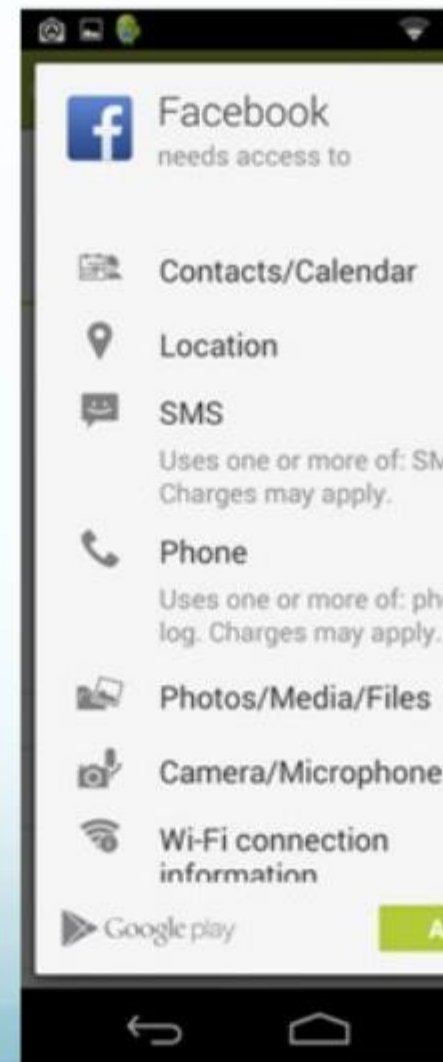 Facebook
needs access to
Contacts/Calendar
Location
SMS
Uses one or more of: SM
Charges may apply.
Phone
Uses one or more of: pho
log. Charges may apply.
Photos/Media/Files
Camera/Microphone
Wi-Fi connection
information
Google play
A